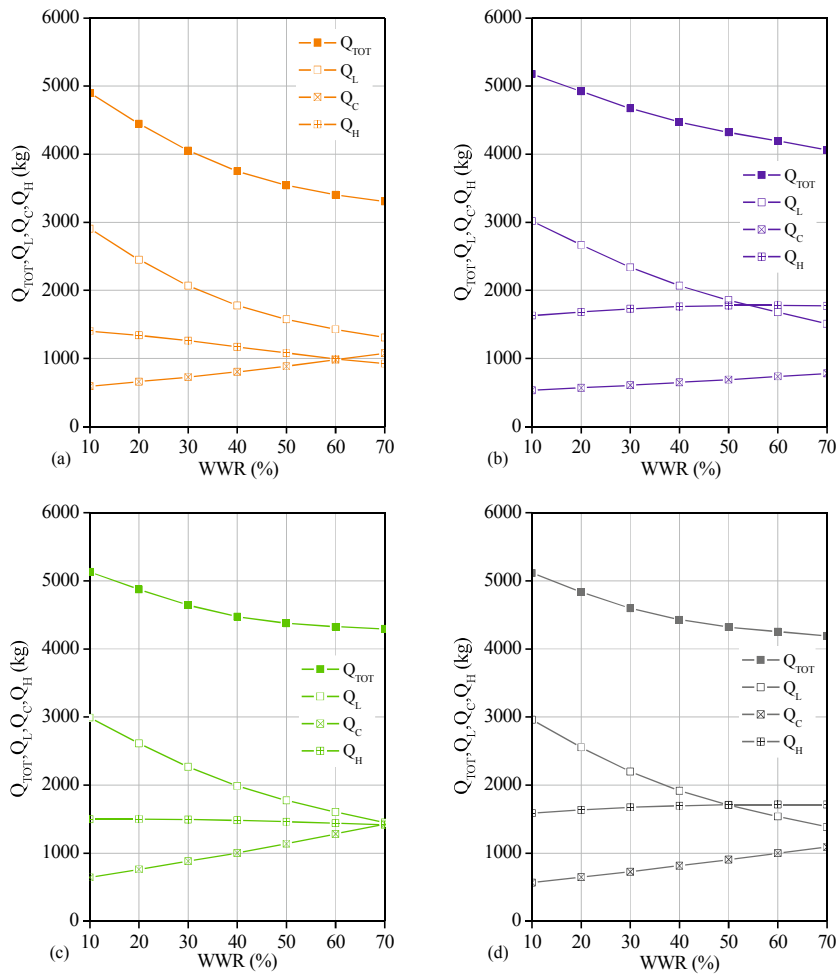 6000
5000
4000
3000
2000
1000
0
Q_TOT, Q_L, Q_C, Q_H (kg)
Q_TOT
Q_L
Q_C
Q_H
10 20 30 40 50 60 70
(a)
WWR (%)
6000
5000
4000
3000
2000
1000
0
Q_TOT, Q_L, Q_C, Q_H (kg)
Q_TOT
Q_L
Q_C
Q_H
10 20 30 40 50 60 70
(b)
WWR (%)
6000
5000
4000
3000
2000
1000
0
Q_TOT, Q_L, Q_C, Q_H (kg)
Q_TOT
Q_L
Q_C
Q_H
10 20 30 40 50 60 70
(c)
WWR (%)
6000
5000
4000
3000
2000
1000
0
Q_TOT, Q_L, Q_C, Q_H (kg)
Q_TOT
Q_L
Q_C
Q_H
10 20 30 40 50 60 70
(d)
WWR (%)